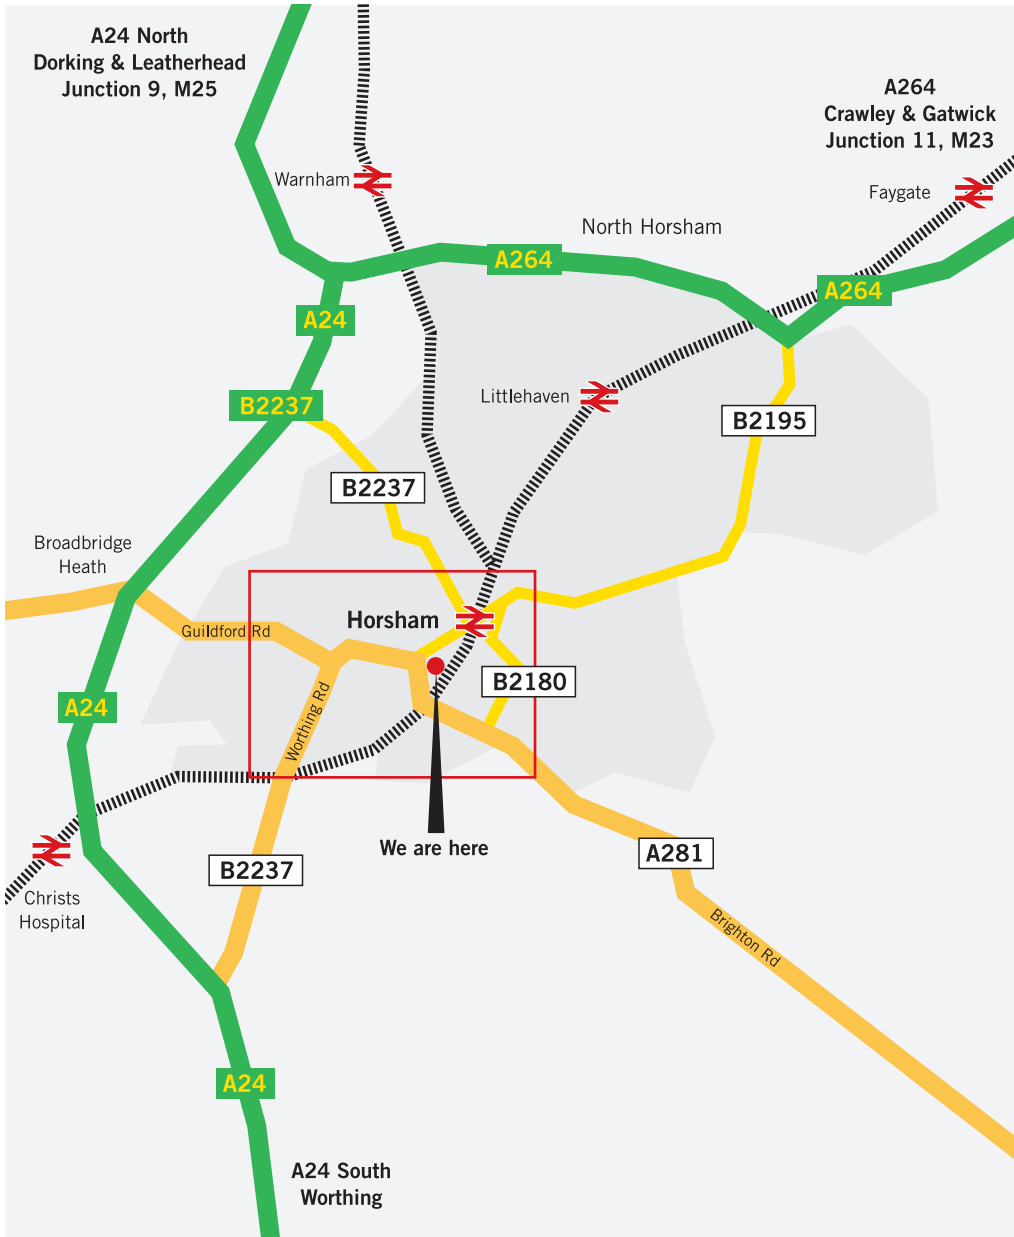 A24 North
Dorking & Leatherhead
Junction 9, M25
A264
Crawley & Gatwick
Junction 11, M23
Warnham
Faygate
North Horsham
A264
A264
A24
Littlehaven
B2237
B2195
B2237
Broadbridge
Heath
Horsham
Guildford Rd
B2180
Worthing Rd
A24
We are here
A281
B2237
Christs
Hospital
Brighton Rd
A24
A24 South
Worthing